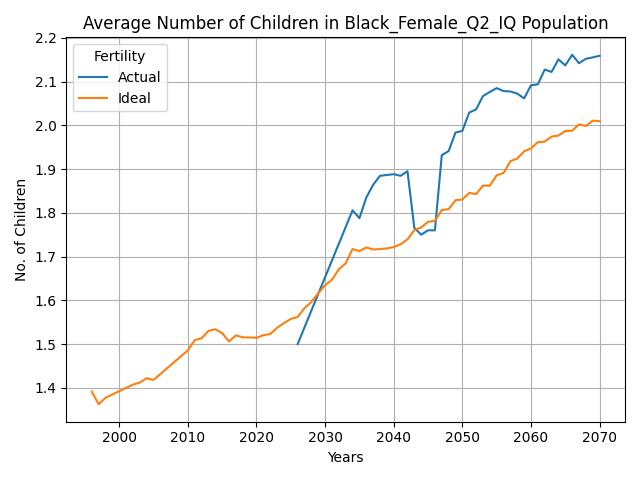 Average Number of Children in Black_Female_Q2_IQ Population
Fertility
Actual
Ideal
No. of Children
2.2
2.1
2.0
1.9
1.8
1.7
1.6
1.5
1.4
2000 2010 2020 2030 2040 2050 2060 2070
Years